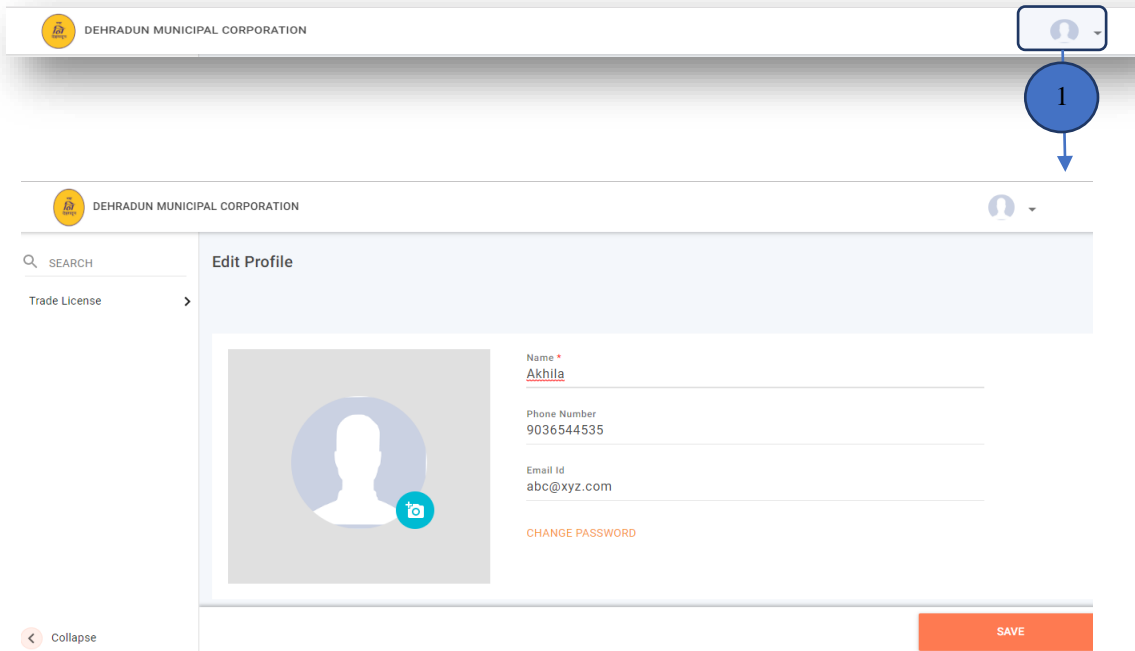 DEHRADUN MUNICIPAL CORPORATION
1
DEHRADUN MUNICIPAL CORPORATION
SEARCH
Edit Profile
Trade License
Name *
Akhila
Phone Number
9036544535
Email Id
abc@xyz.com
CHANGE PASSWORD
Collapse
SAVE